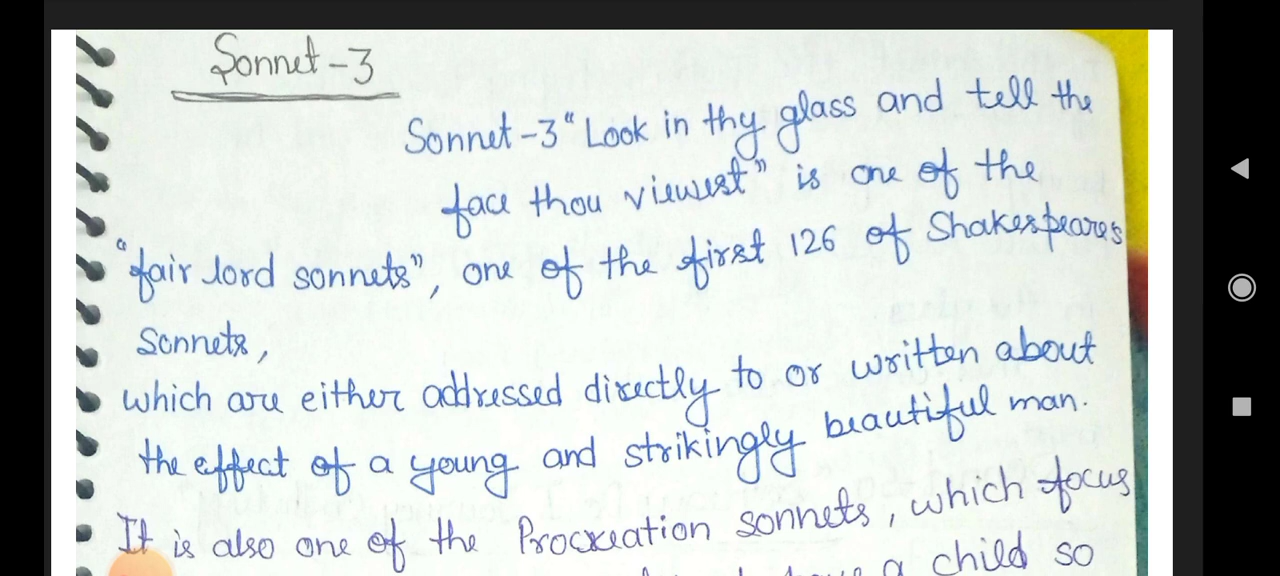 Sonnet-3
Sonnet-3 "Look in thy glass and tell the
face thou viewest" is one of the
"fair lord sonnets", one of the first 126 of Shakespeares
Sonnets,
which are either addressed directly to or written about
the effect of a young and strikingly beautiful man.
It is also one of the Procreation sonnets, which focus
a child so